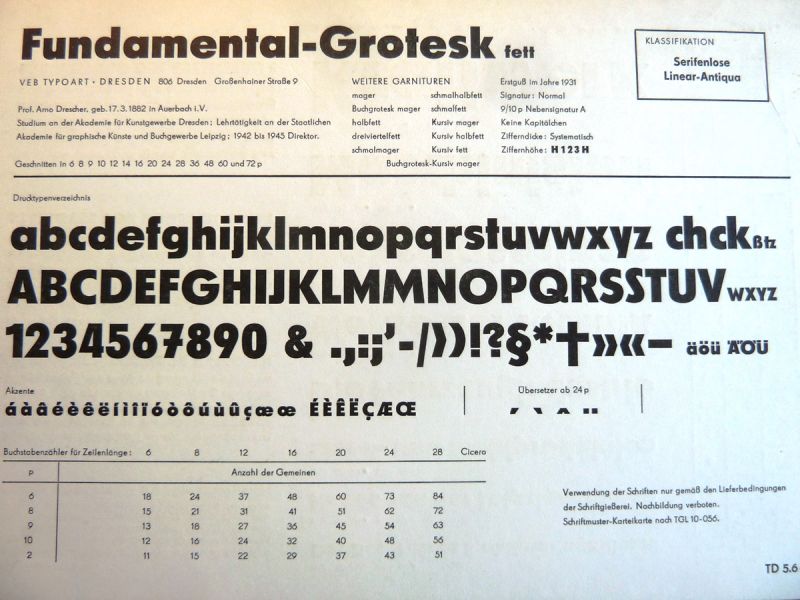 Fundamental-Grotesk fett
KLASSIFIKATION
Serifenlose
Linear-Antiqua
VEB TYPOART · DRESDEN 806 Dresden Großenhainer Straße 9
Prof. Arno Drescher, geb. 17. 3. 1882 in Auerbach i. V.
Studium an der Akademie für Kunstgewerbe Dresden; Lehrtätigkeit an der Staatlichen
Akademie für graphische Künste und Buchgewerbe Leipzig; 1942 bis 1945 Direktor.
Geschnitten in 6 8 9 10 12 14 16 20 24 28 36 48 60 und 72 p
WEITERE GARNITUREN
mager schmalhalbfett
Buchgrotesk mager schmalfett
halbfett Kursiv mager
dreiviertelfett Kursiv halbfett
schmalmager Kursiv fett
Buchgrotesk-Kursiv mager
Erstguß im Jahre 1931
Signatur: Normal
9/10 p Nebensignatur A
Keine Kapitälchen
Zifferndicke: Systematisch
Ziffernhöhe: H 123 H
Drucktypenverzeichnis
abcdefghijklmnopqrstuvwxyz chckßtz
ABCDEFGHIJKLMMNOPQRSSTUVWXYZ
1234567890 & .,:;'-/»)!?§*†»«– äöü ÄÖÜ
Akzente
áàâéèêëíìîïóòôúùûçæœ ÉÈÊËÇÆŒ
Übersetzer ab 24 p
´ ` ^ ¨
Buchstabenzähler für Zeilenlänge: 6 8 12 16 20 24 28 Cicero
p Anzahl der Gemeinen
6 18 24 37 48 60 73 84
8 15 21 31 41 51 62 72
9 13 18 27 36 45 54 63
10 12 16 24 32 40 48 56
2 11 15 22 29 37 43 51
Verwendung der Schriften nur gemäß den Lieferbedingungen
der Schriftgießerei. Nachbildung verboten.
Schriftmuster-Karteikarte nach TGL 10-056.
TD 5.6